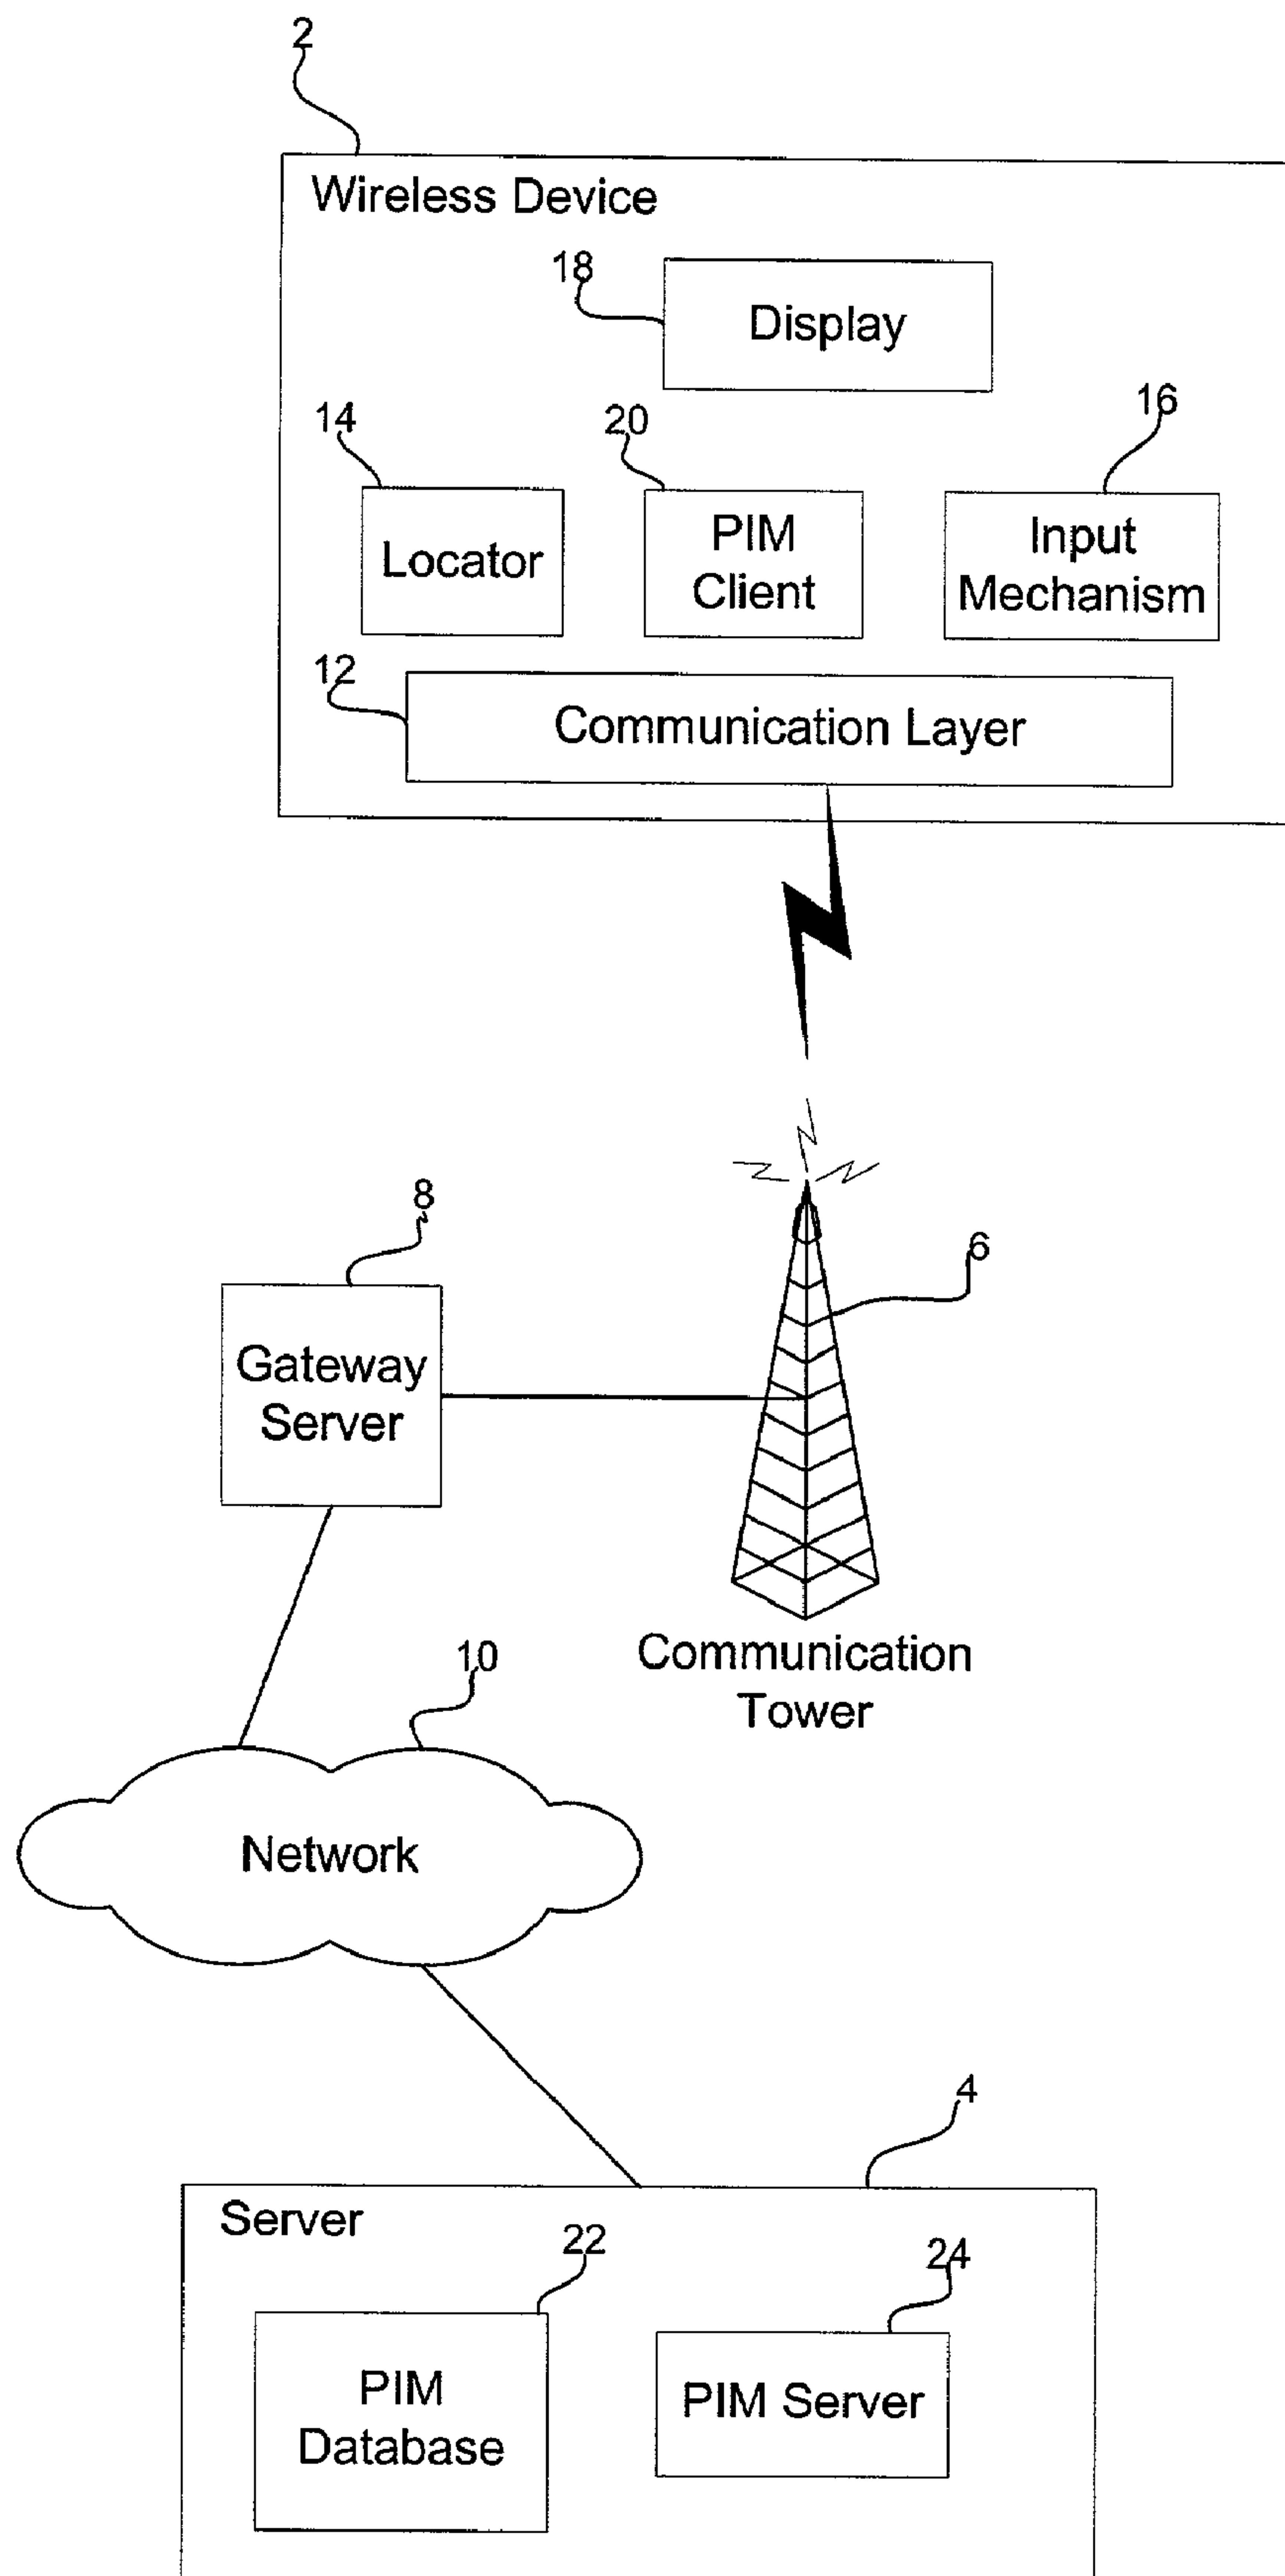 2
Wireless Device
18
Display
14
20
16
Locator
PIM
Client
Input
Mechanism
12
Communication Layer
8
6
Gateway
Server
Communication
Tower
10
Network
4
Server
22
24
PIM
Database
PIM Server